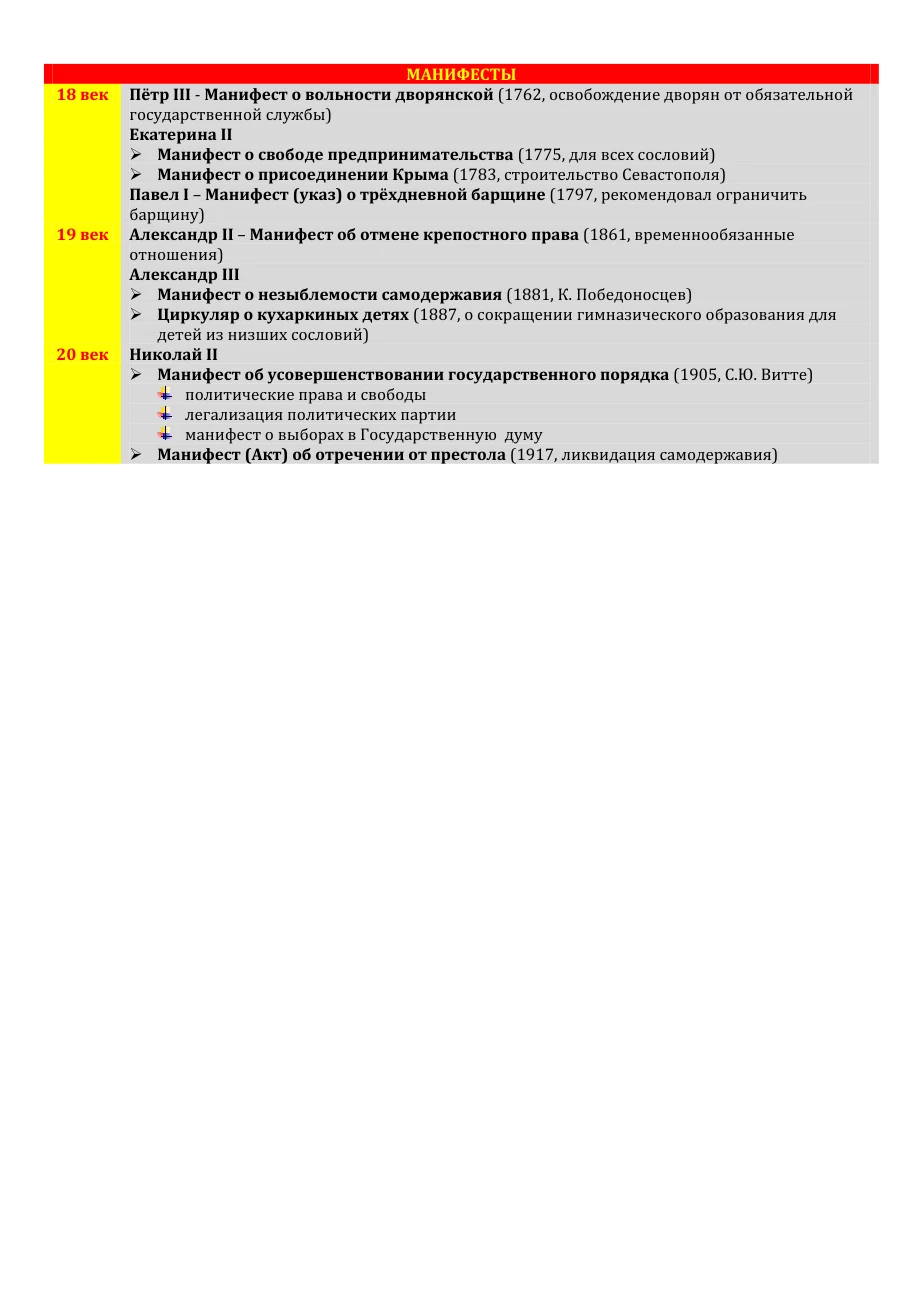 МАНИФЕСТЫ
18 век
Пётр III - Манифест о вольности дворянской (1762, освобождение дворян от обязательной
государственной службы)
Екатерина II
➢ Манифест о свободе предпринимательства (1775, для всех сословий)
➢ Манифест о присоединении Крыма (1783, строительство Севастополя)
Павел I – Манифест (указ) о трёхдневной барщине (1797, рекомендовал ограничить
барщину)
19 век
Александр II – Манифест об отмене крепостного права (1861, временнообязанные
отношения)
Александр III
➢ Манифест о незыблемости самодержавия (1881, К. Победоносцев)
➢ Циркуляр о кухаркиных детях (1887, о сокращении гимназического образования для
детей из низших сословий)
20 век
Николай II
➢ Манифест об усовершенствовании государственного порядка (1905, С.Ю. Витте)
политические права и свободы
легализация политических партии
манифест о выборах в Государственную думу
➢ Манифест (Акт) об отречении от престола (1917, ликвидация самодержавия)